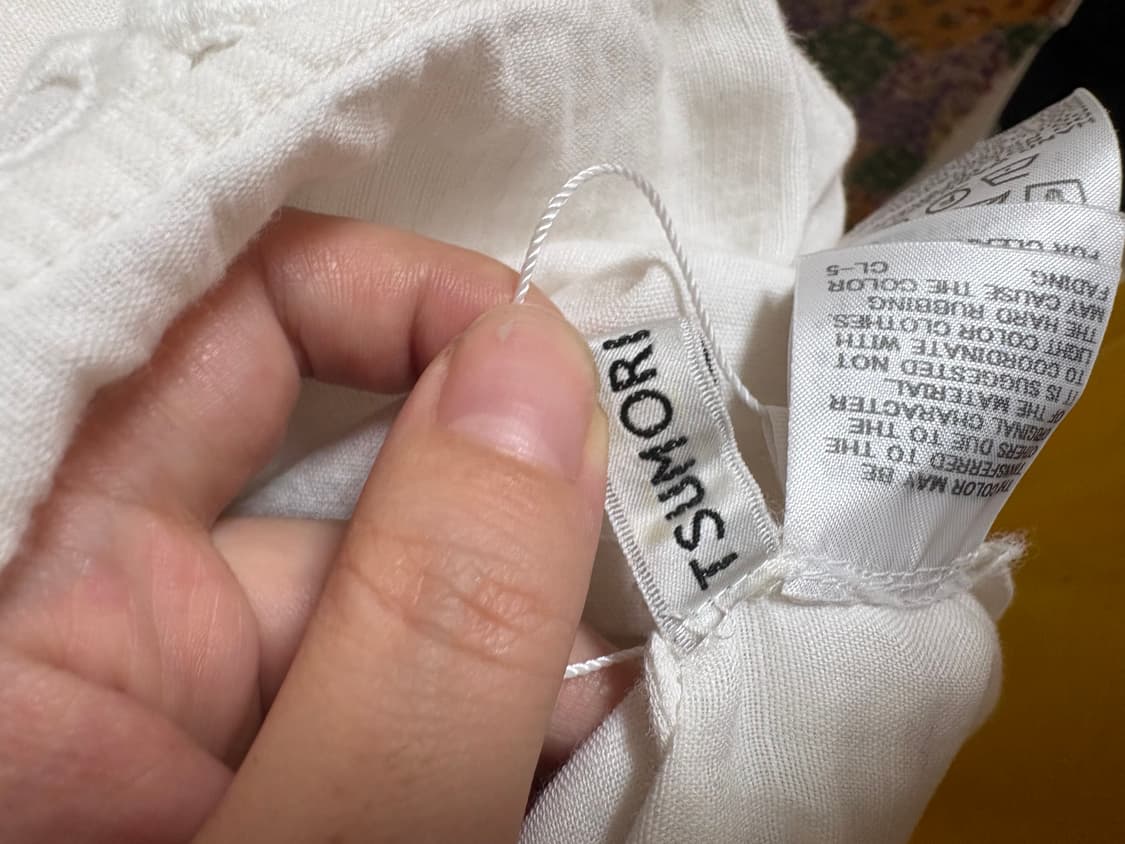 TSUMORI
COLOR MAY BE
TRANSFERRED TO THE
OTHERS DUE TO THE
ORIGINAL CHARACTER
OF THE MATERIAL.
IT IS SUGGESTED NOT
TO COORDINATE WITH
LIGHT COLOR CLOTHES.
THE HARD RUBBING
MAY CAUSE THE COLOR
FADING.
CL-5
FOR